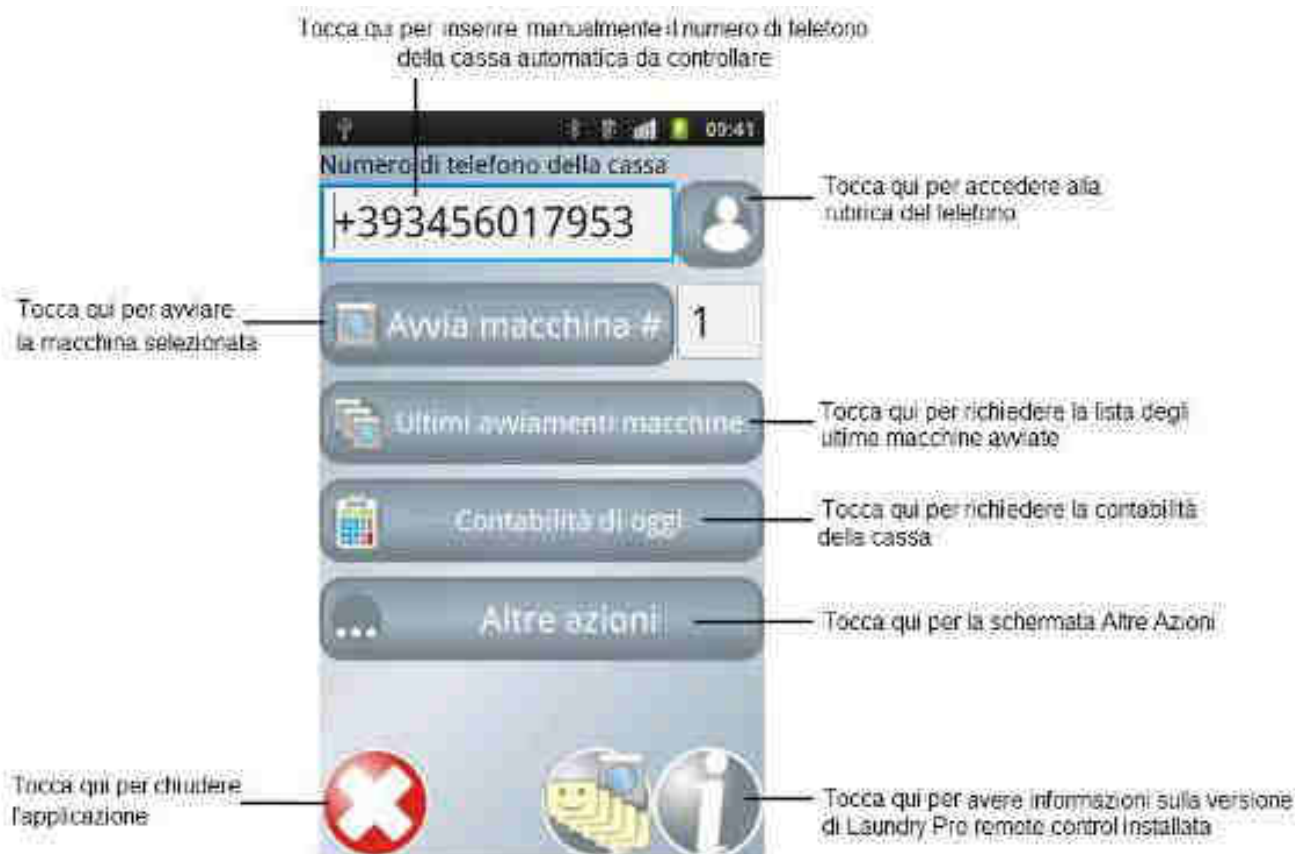 Tocca qui per inserire manualmente il numero di telefono
della cassa automatica da controllare
09:41
Numero di telefono della cassa
+393456017953
Tocca qui per accedere alla
rubrica del telefono
Tocca qui per avviare
la macchina selezionata
Avvia macchina #
1
Ultimi avviamenti macchine
Tocca qui per richiedere la lista degli
ultime macchine avviate
Contabilità di oggi
Tocca qui per richiedere la contabilità
della cassa
Altre azioni
Tocca qui per la schermata Altre Azioni
Tocca qui per chiudere
l'applicazione
Tocca qui per avere informazioni sulla versione
di Laundry Pro remote control installata